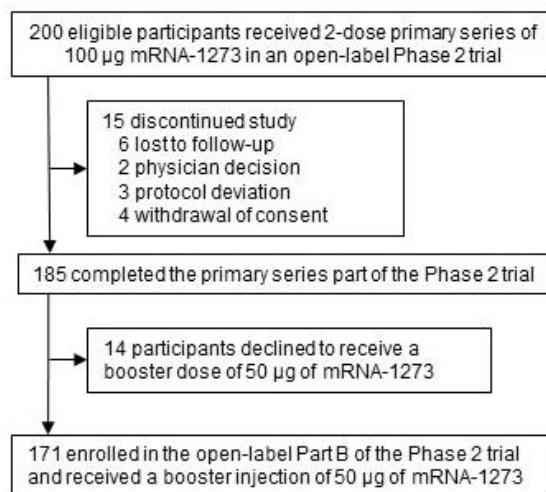 200 eligible participants received 2-dose primary series of
100 µg mRNA-1273 in an open-label Phase 2 trial
15 discontinued study
6 lost to follow-up
2 physician decision
3 protocol deviation
4 withdrawal of consent
185 completed the primary series part of the Phase 2 trial
14 participants declined to receive a
booster dose of 50 µg of mRNA-1273
171 enrolled in the open-label Part B of the Phase 2 trial
and received a booster injection of 50 µg of mRNA-1273